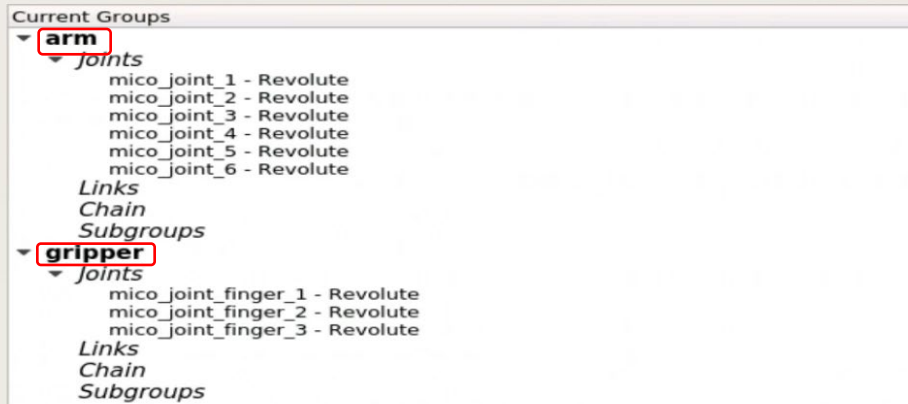 Current Groups
arm
Joints
mico_joint_1 - Revolute
mico_joint_2 - Revolute
mico_joint_3 - Revolute
mico_joint_4 - Revolute
mico_joint_5 - Revolute
mico_joint_6 - Revolute
Links
Chain
Subgroups
gripper
Joints
mico_joint_finger_1 - Revolute
mico_joint_finger_2 - Revolute
mico_joint_finger_3 - Revolute
Links
Chain
Subgroups